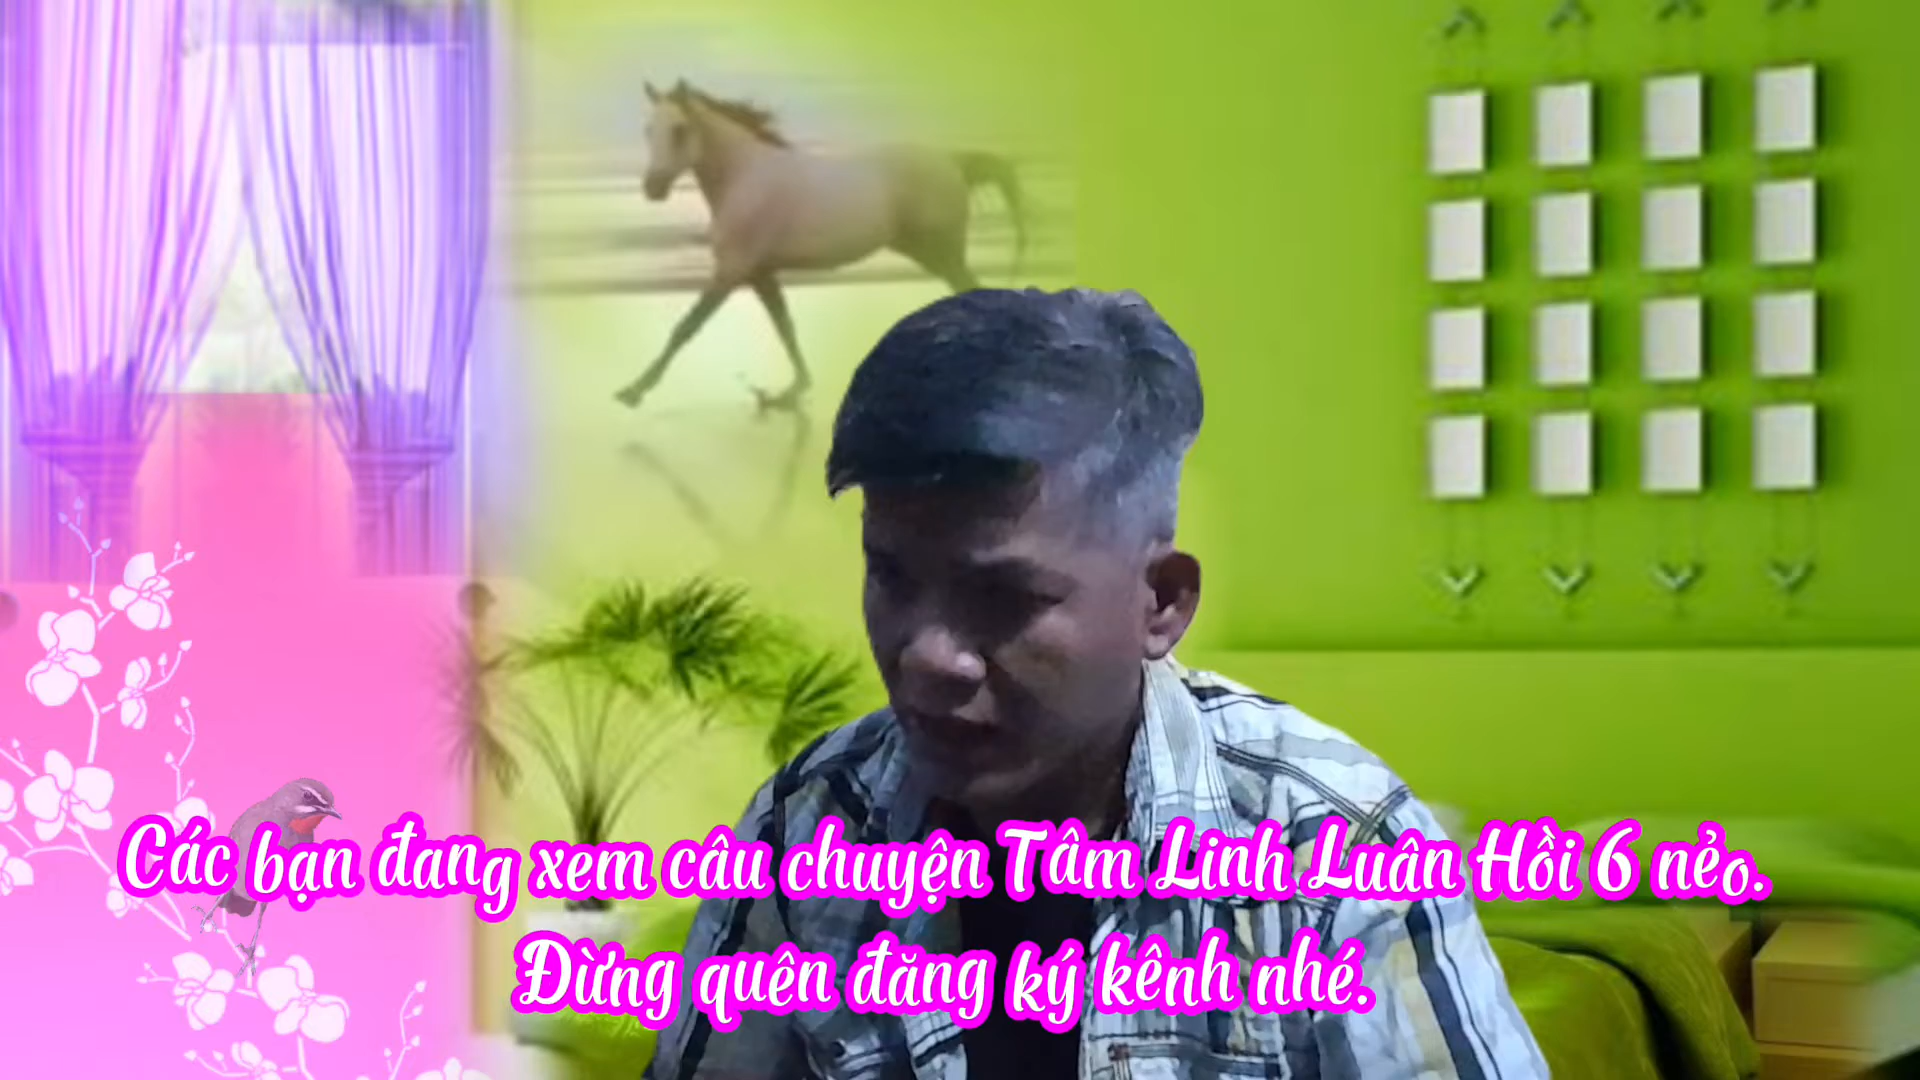 Các bạn đang xem câu chuyện Tâm Linh Luân Hồi 6 nẻo.
Đừng quên đăng ký kênh nhé.